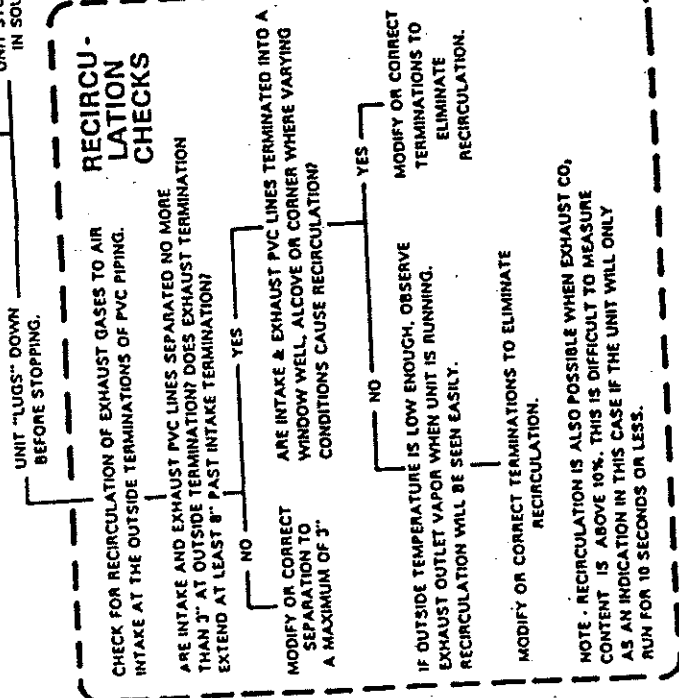 UNIT "LUGS" DOWN
BEFORE STOPPING.
RECIRCU-
LATION
CHECKS
CHECK FOR RECIRCULATION OF EXHAUST GASES TO AIR
INTAKE AT THE OUTSIDE TERMINATIONS OF PVC PIPING.
ARE INTAKE AND EXHAUST PVC LINES SEPARATED NO MORE
THAN 3" AT OUTSIDE TERMINATION? DOES EXHAUST TERMINATION
EXTEND AT LEAST 8" PAST INTAKE TERMINATION?
NO
YES
MODIFY OR CORRECT
SEPARATION TO
A MAXIMUM OF 3"
ARE INTAKE & EXHAUST PVC LINES TERMINATED INTO A
WINDOW WELL, ALCOVE OR CORNER WHERE VARYING
CONDITIONS CAUSE RECIRCULATION?
NO
YES
IF OUTSIDE TEMPERATURE IS LOW ENOUGH, OBSERVE
EXHAUST OUTLET VAPOR WHEN UNIT IS RUNNING.
RECIRCULATION WILL BE SEEN EASILY.
MODIFY OR CORRECT
TERMINATIONS TO
ELIMINATE
RECIRCULATION.
MODIFY OR CORRECT TERMINATIONS TO ELIMINATE
RECIRCULATION.
NOTE - RECIRCULATION IS ALSO POSSIBLE WHEN EXHAUST CO,
CONTENT IS ABOVE 10%. THIS IS DIFFICULT TO MEASURE
AS AN INDICATION IN THIS CASE IF THE UNIT WILL ONLY
RUN FOR 10 SECONDS OR LESS.